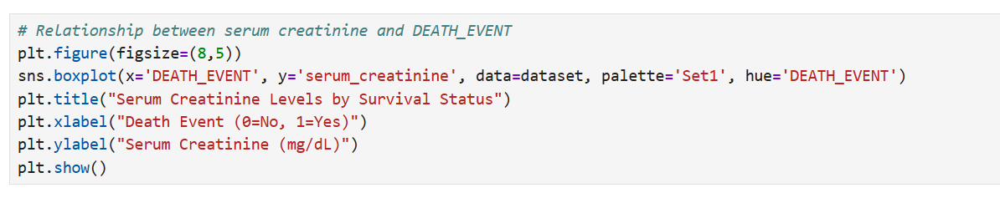 # Relationship between serum creatinine and DEATH_EVENT
plt.figure(figsize=(8,5))
sns.boxplot(x='DEATH_EVENT', y='serum_creatinine', data=dataset, palette='Set1', hue='DEATH_EVENT')
plt.title("Serum Creatinine Levels by Survival Status")
plt.xlabel("Death Event (0=No, 1=Yes)")
plt.ylabel("Serum Creatinine (mg/dL)")
plt.show()